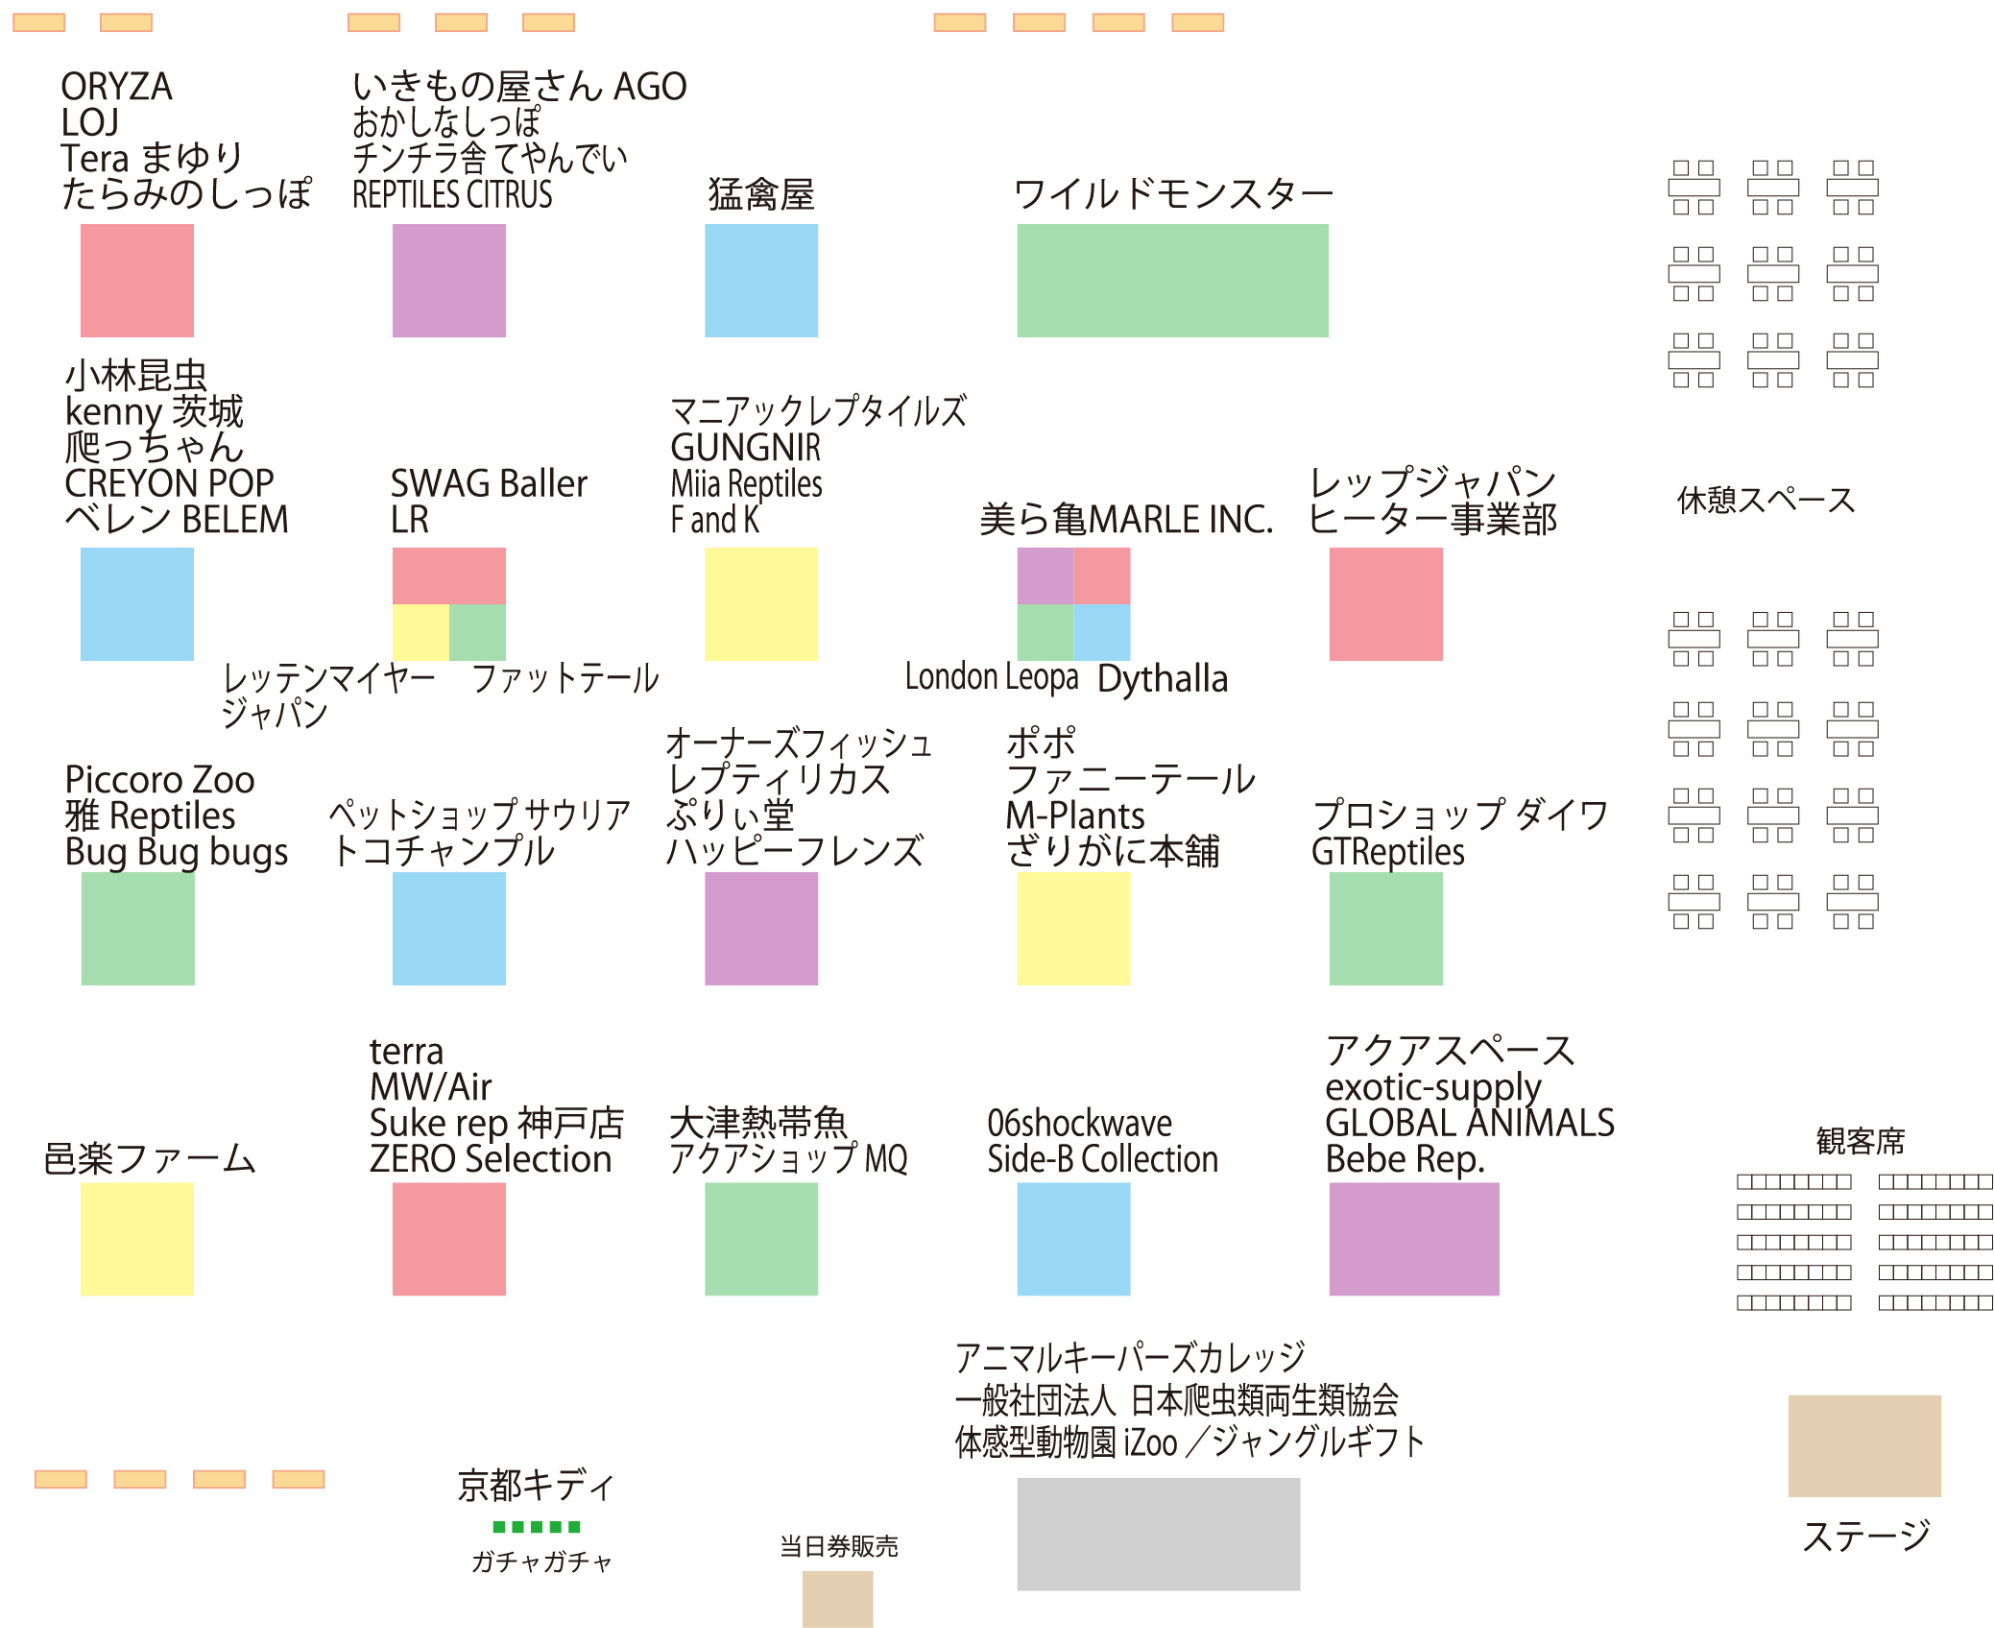 ORYZA
LOJ
Tera まゆり
たらみのしっぽ
いきもの屋さん AGO
おかしなしっぽ
チンチラ舎 てやんでい
REPTILES CITRUS
猛禽屋
ワイルドモンスター
小林昆虫
kenny 茨城
爬っちゃん
CREYON POP
ベレン BELEM
SWAG Baller
LR
レッテンマイヤー
ジャパン
ファットテール
マニアックレプタイルズ
GUNGNIR
Miia Reptiles
F and K
美ら亀MARLE INC.
London Leopa
Dythalla
レップジャパン
ヒーター事業部
休憩スペース
Piccoro Zoo
雅 Reptiles
Bug Bug bugs
ペットショップ サウリア
トコチャンプル
オーナーズフィッシュ
レプティリカス
ぷりぃ堂
ハッピーフレンズ
ポポ
ファニーテール
M-Plants
ざりがに本舗
プロショップ ダイワ
GTReptiles
邑楽ファーム
terra
MW/Air
Suke rep 神戸店
ZERO Selection
大津熱帯魚
アクアショップ MQ
06shockwave
Side-B Collection
アクアスペース
exotic-supply
GLOBAL ANIMALS
Bebe Rep.
観客席
アニマルキーパーズカレッジ
一般社団法人 日本爬虫類両生類協会
体感型動物園 iZoo ／ジャングルギフト
京都キディ
ガチャガチャ
当日券販売
ステージ